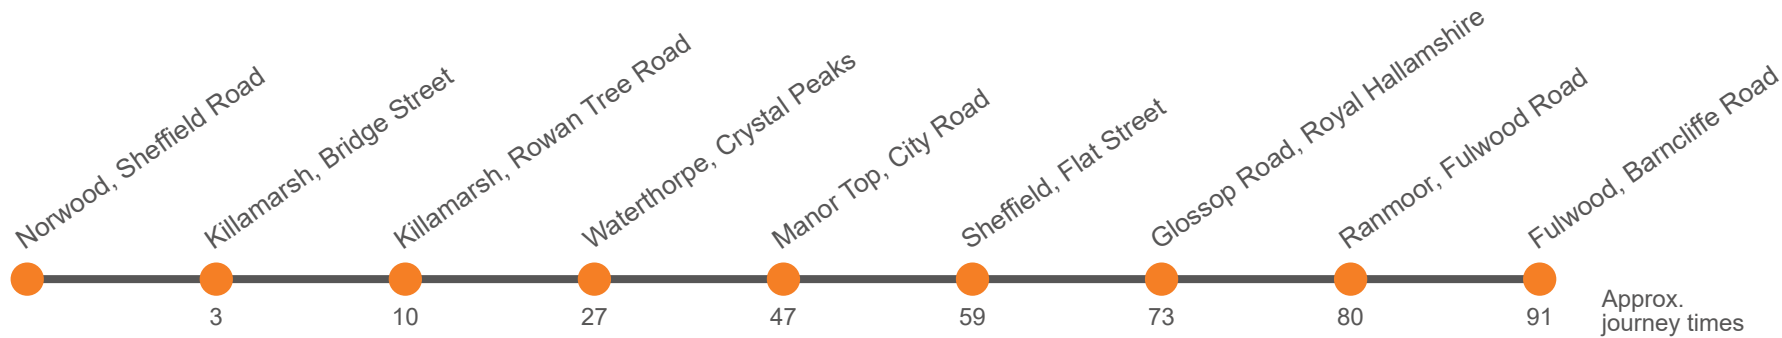 Norwood, Sheffield Road
Killamarsh, Bridge Street
Killamarsh, Rowan Tree Road
Waterthorpe, Crystal Peaks
Manor Top, City Road
Sheffield, Flat Street
Glossop Road, Royal Hallamshire
Ranmoor, Fulwood Road
Fulwood, Barncliffe Road
3 10 27 47 59 73 80 91
Approx.
journey times